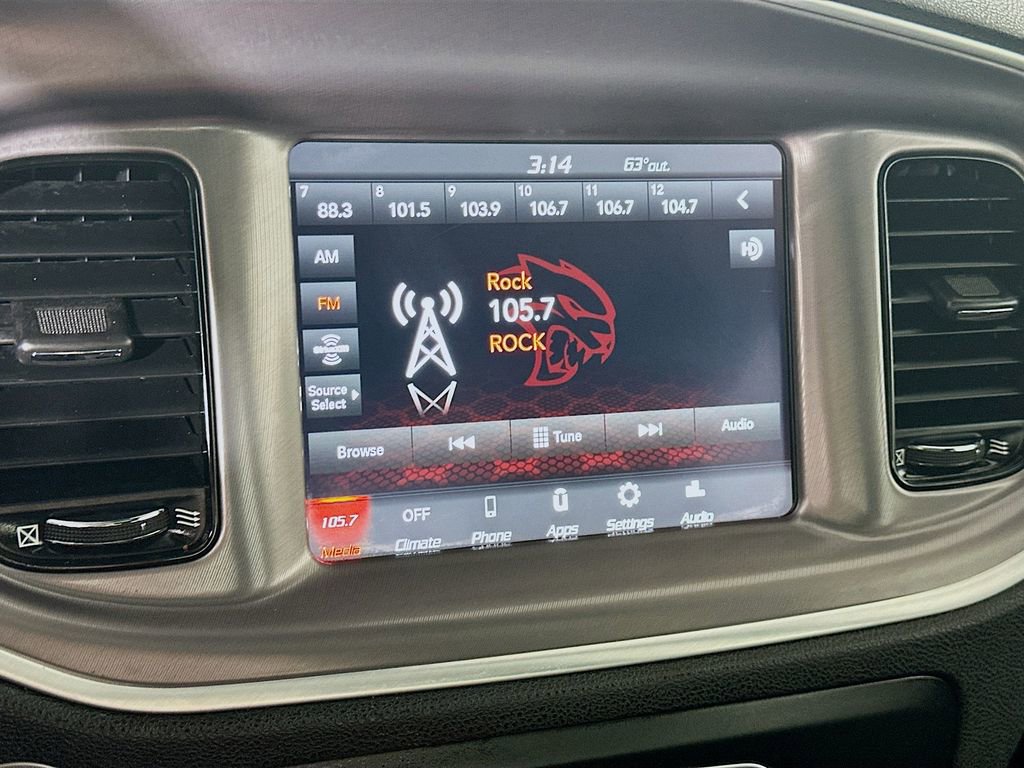 3:14 63°out.
7 8 9 10 11 12
88.3 101.5 103.9 106.7 106.7 104.7
AM
HD
Rock
FM 105.7
ROCK
Source
Select
Browse Tune Audio
105.7 OFF
Media Climate Phone Apps Settings Audio